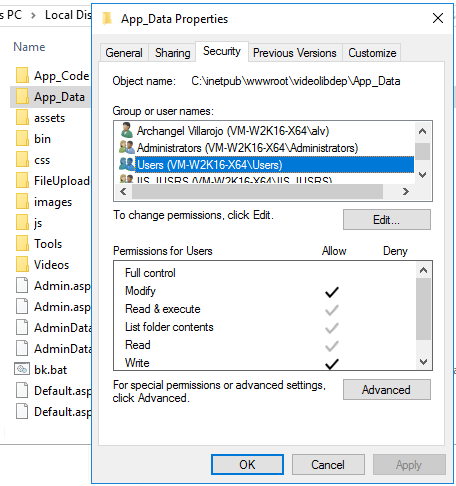 s PC
Local Dis
Name
App_Code
App_Data
assets
bin
css
FileUploade
images
js
Tools
Videos
Admin.asp
Admin.asp
AdminData
AdminData
bk.bat
Default.asp
Default.asp
App_Data Properties
General Sharing Security Previous Versions Customize
Object name: C:\inetpub\wwwroot\videolibdep\App_Data
Group or user names:
Archangel Villarojo (VM-W2K16-X64\alv)
Administrators (VM-W2K16-X64\Administrators)
Users (VM-W2K16-X64\Users)
IIS_IUSRS (VM-W2K16-X64\IIS_IUSRS)
To change permissions, click Edit.
Edit...
Permissions for Users Allow Deny
Full control
Modify
Read & execute
List folder contents
Read
Write
For special permissions or advanced settings,
click Advanced.
Advanced
OK Cancel Apply